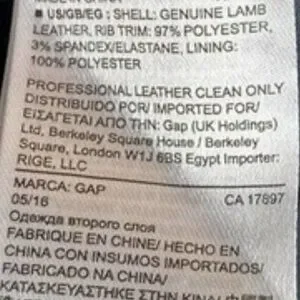 ■ US/GB/EG : SHELL: GENUINE LAMB
LEATHER, RIB TRIM: 97% POLYESTER,
3% SPANDEX/ELASTANE, LINING:
100% POLYESTER
PROFESSIONAL LEATHER CLEAN ONLY
DISTRIBUIDO POR/ IMPORTED FOR/
ΕΙΣΑΓΕΤΑΙ ΑΠΟ ΤΗΝ: Gap (UK Holdings)
Ltd, Berkeley Square House / Berkeley
Square, London W1J 6BS Egypt Importer:
RIGE, LLC
MARCA: GAP
CA 17897
05/16
Одежда второго слоя
FABRIQUE EN CHINE/ HECHO EN
CHINA CON INSUMOS IMPORTADOS/
FABRICADO NA CHINA/
ΚΑΤΑΣΚΕΥΑΣΤΗΚΕ ΣΤΗΝ ΚΙΝΑ/